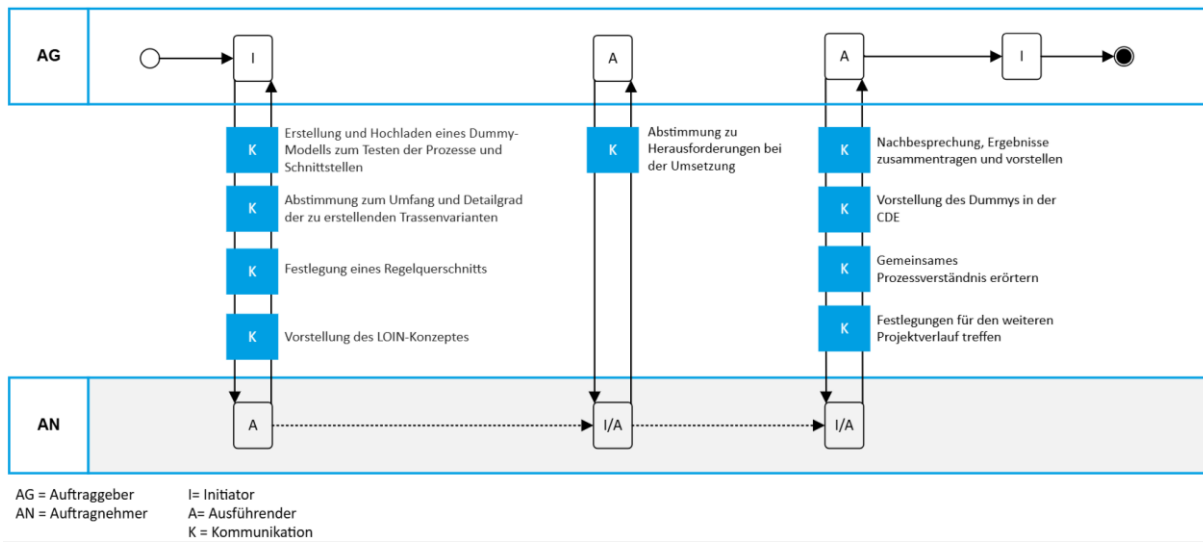 AG
I
A
A
I
K
Erstellung und Hochladen eines Dummy-
Modells zum Testen der Prozesse und
Schnittstellen
K
Abstimmung zum Umfang und Detailgrad
der zu erstellenden Trassenvarianten
K
Festlegung eines Regelquerschnitts
K
Vorstellung des LOIN-Konzeptes
K
Abstimmung zu
Herausforderungen bei
der Umsetzung
K
Nachbesprechung, Ergebnisse
zusammentragen und vorstellen
K
Vorstellung des Dummys in der
CDE
K
Gemeinsames
Prozessverständnis erörtern
K
Festlegungen für den weiteren
Projektverlauf treffen
AN
A
I/A
I/A
AG = Auftraggeber
AN = Auftragnehmer
I= Initiator
A= Ausführender
K = Kommunikation